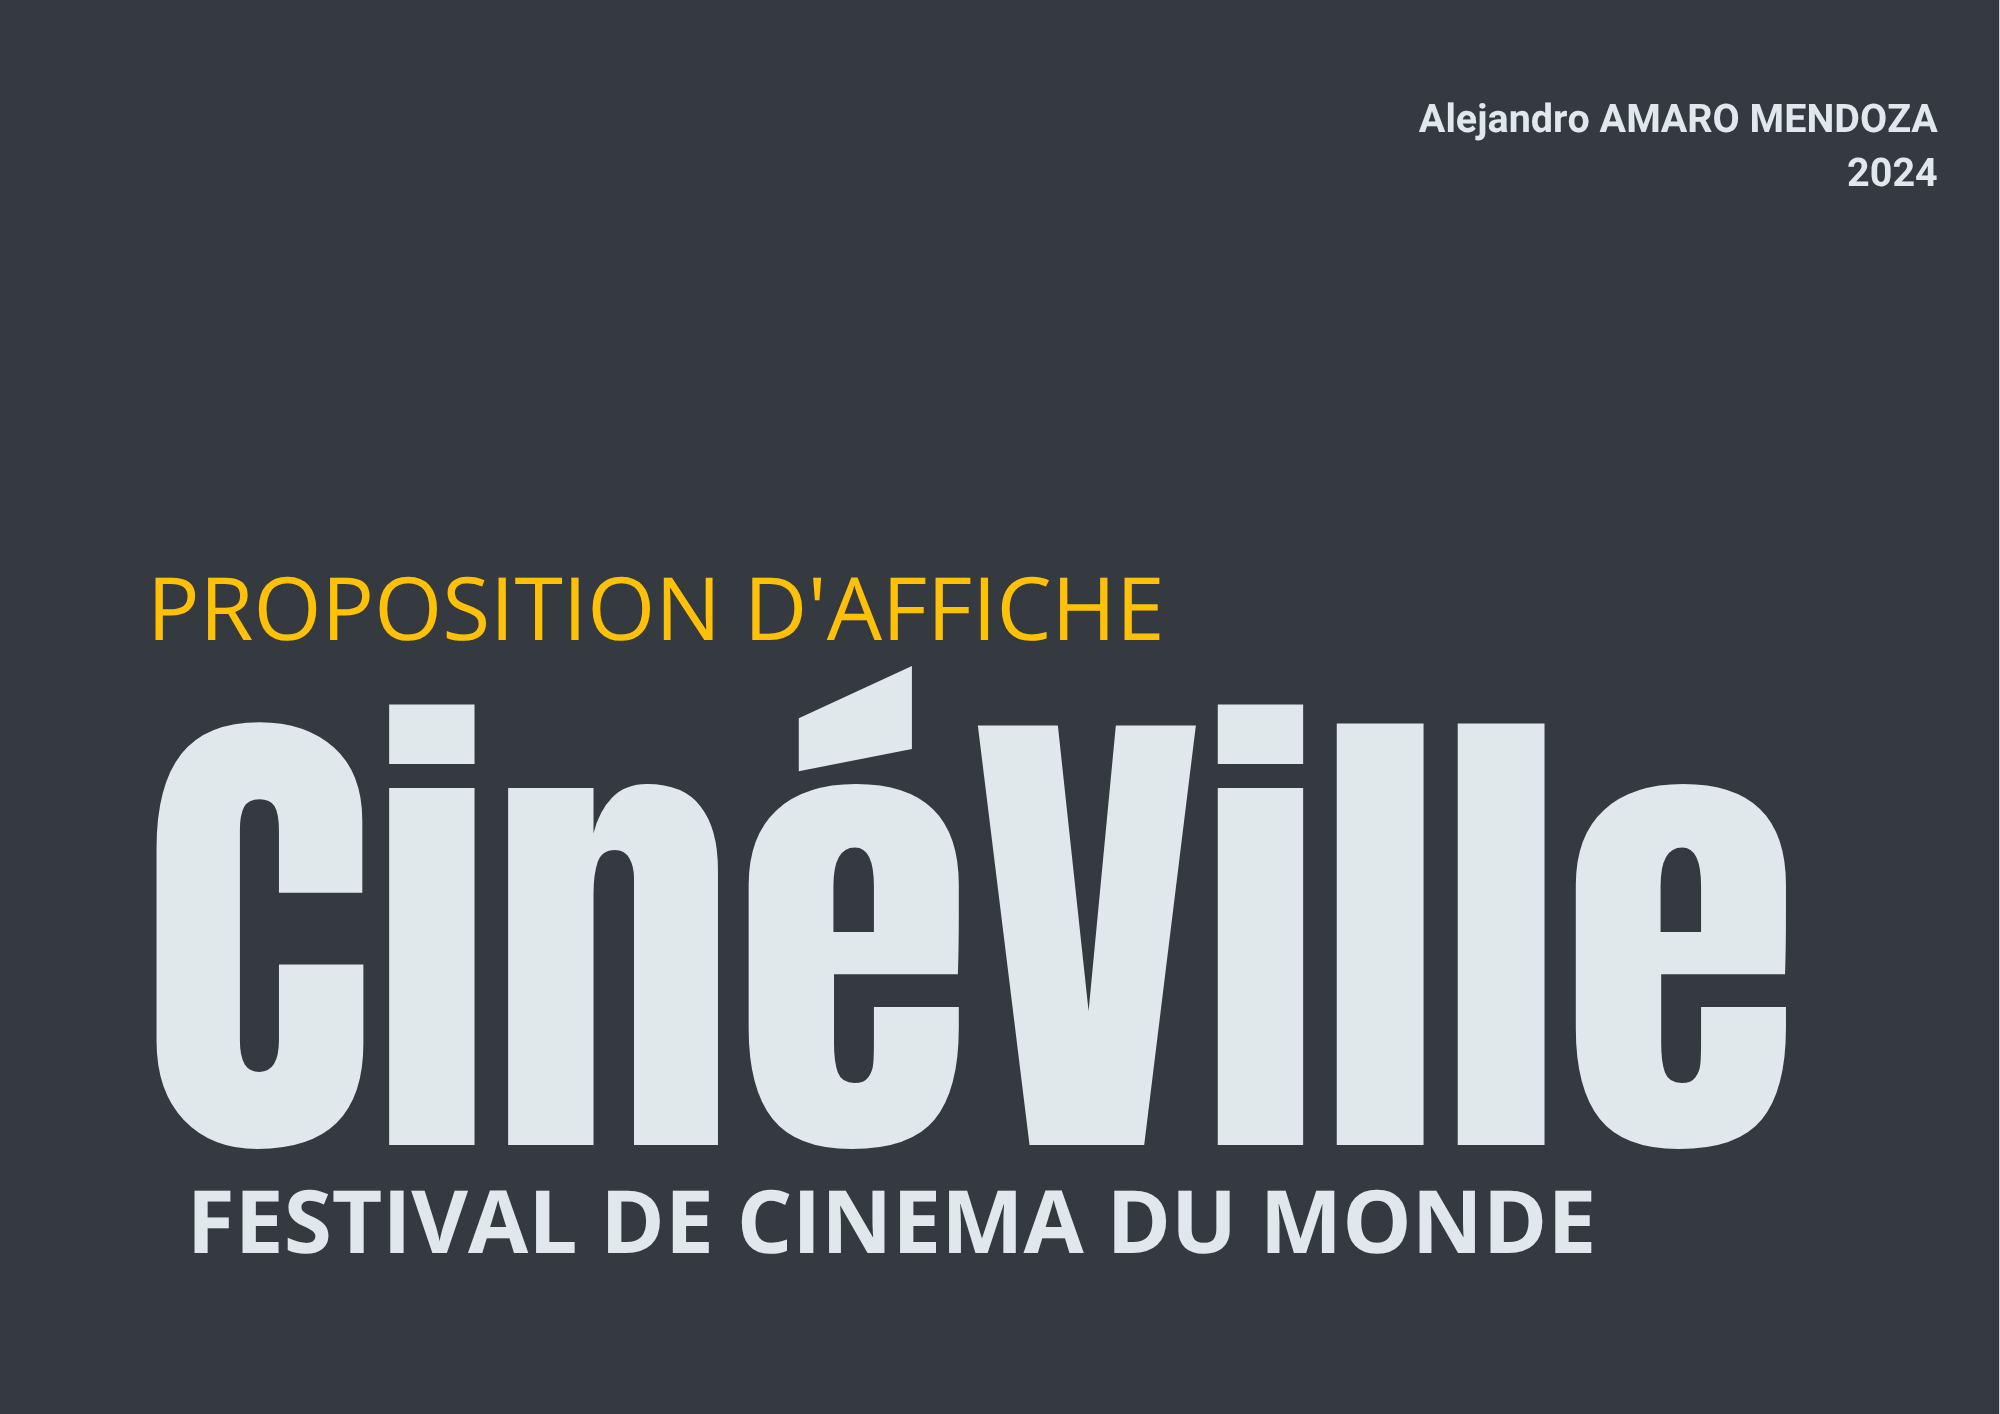 Alejandro AMARO MENDOZA
2024
PROPOSITION D'AFFICHE
CinéVille
FESTIVAL DE CINEMA DU MONDE